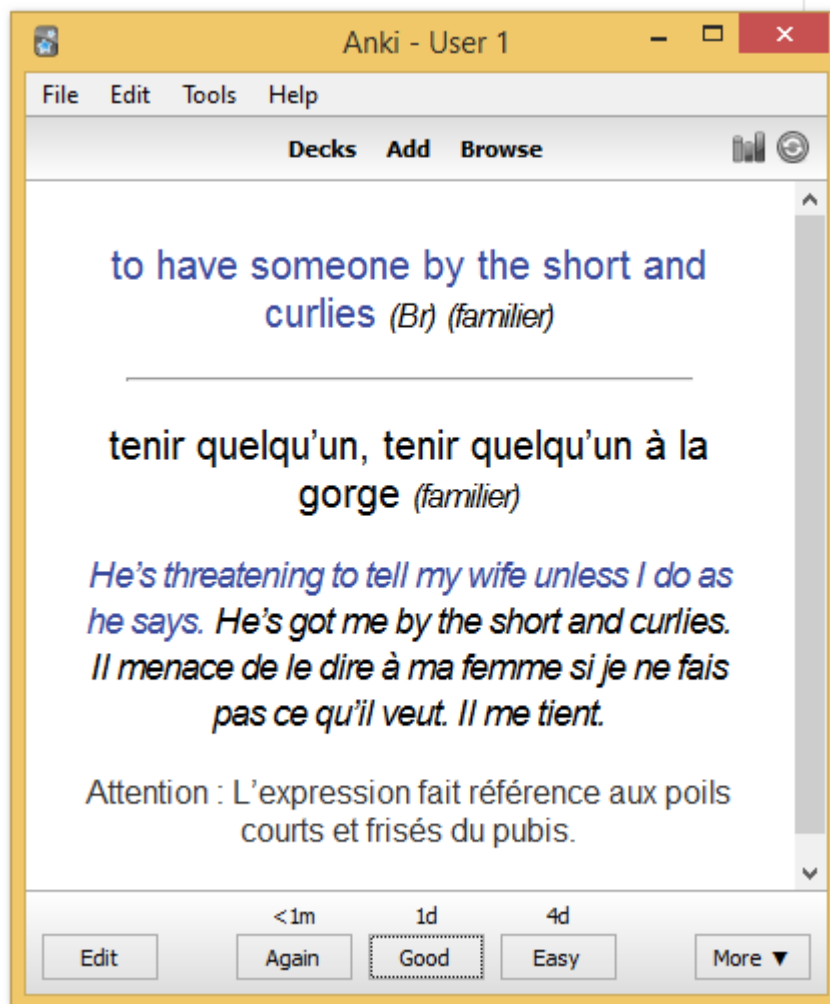 Anki - User 1
File Edit Tools Help
Decks Add Browse
to have someone by the short and
curlies (Br) (familier)
tenir quelqu’un, tenir quelqu’un à la
gorge (familier)
He’s threatening to tell my wife unless I do as
he says. He’s got me by the short and curlies.
Il menace de le dire à ma femme si je ne fais
pas ce qu’il veut. Il me tient.
Attention : L’expression fait référence aux poils
courts et frisés du pubis.
<1m 1d 4d
Edit Again Good Easy More ▼